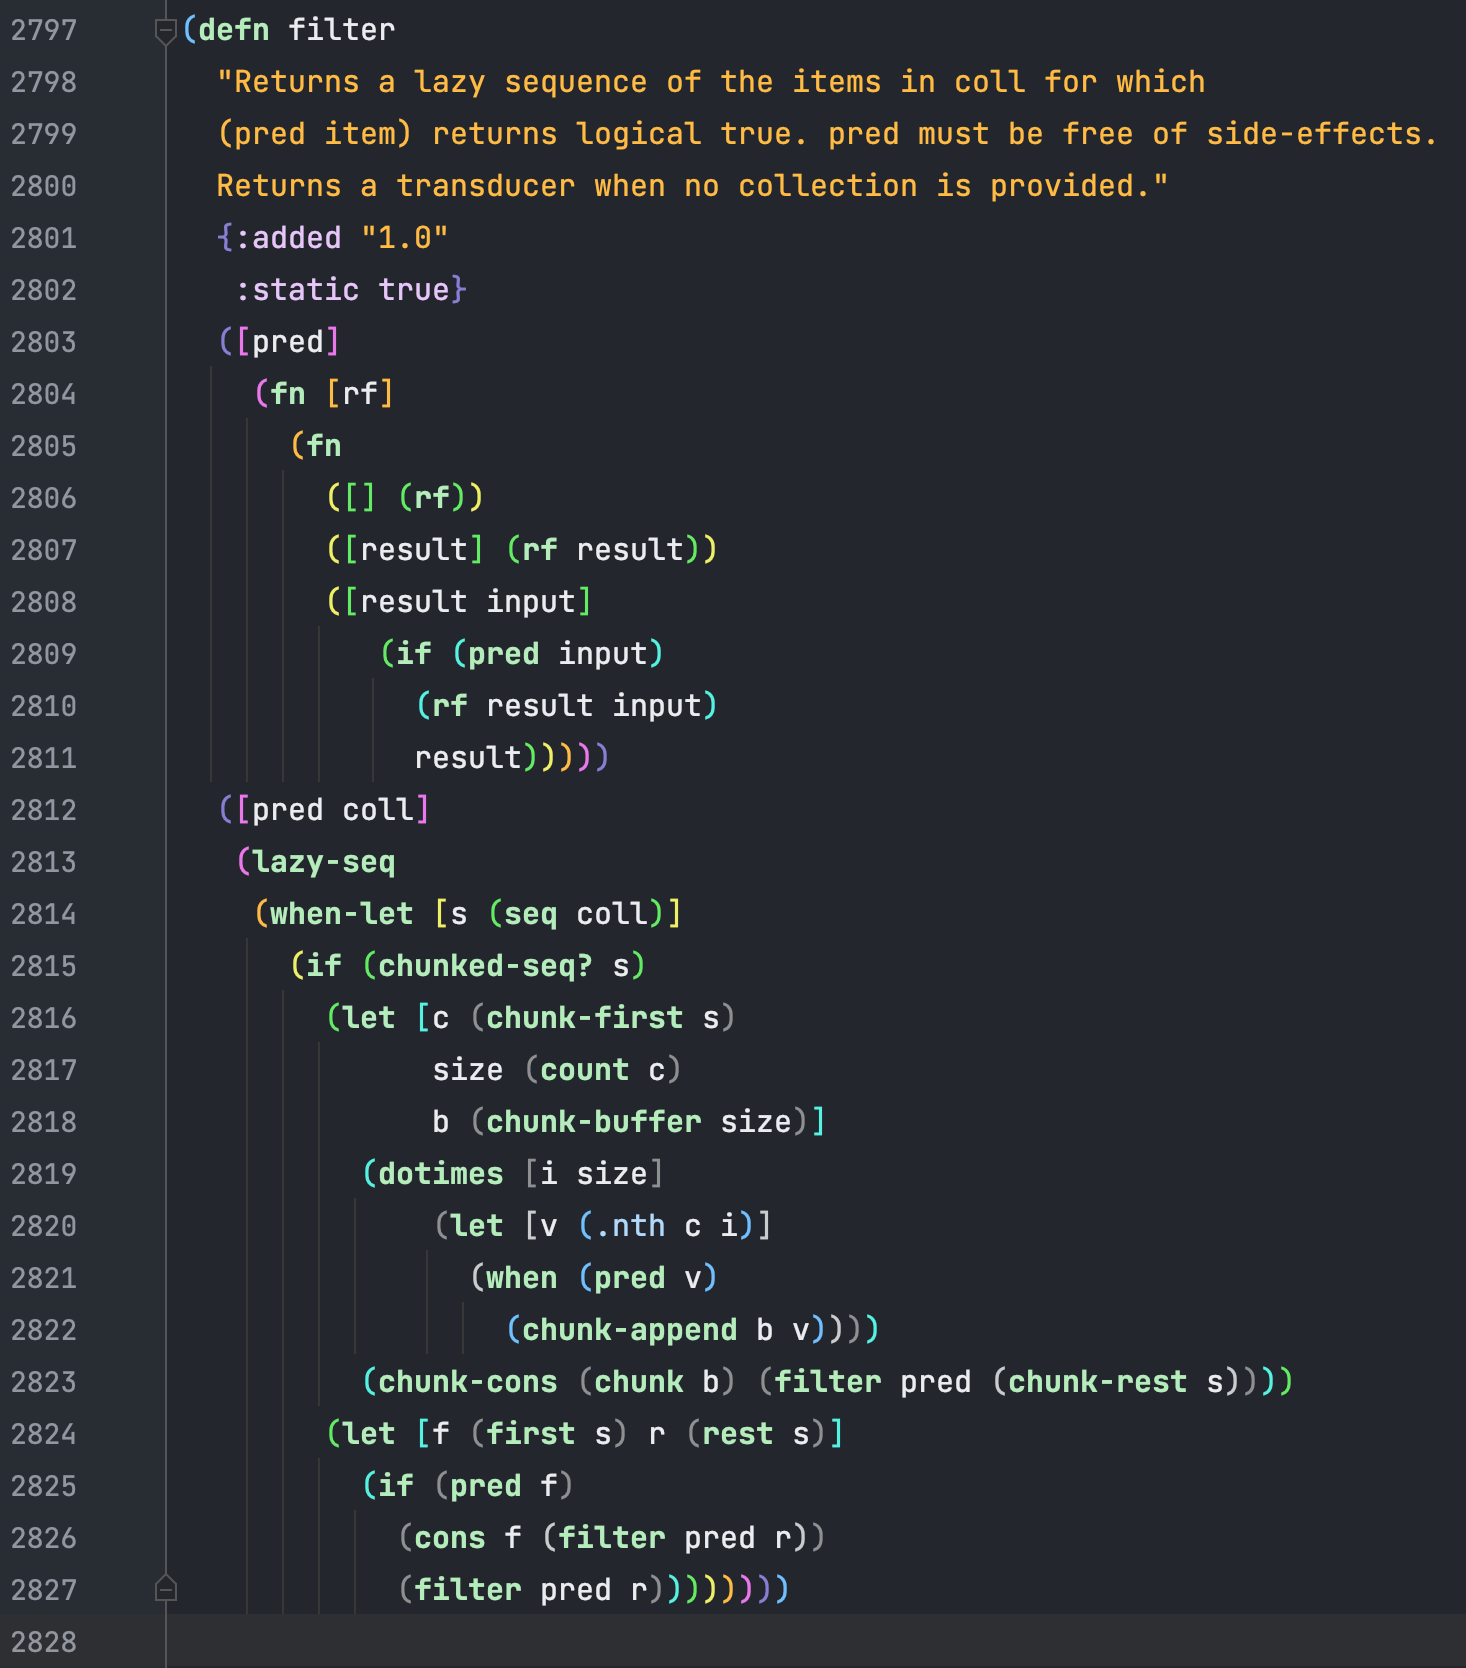 2797 (defn filter
2798   "Returns a lazy sequence of the items in coll for which
2799   (pred item) returns logical true. pred must be free of side-effects.
2800   Returns a transducer when no collection is provided."
2801   {:added "1.0"
2802    :static true}
2803   ([pred]
2804     (fn [rf]
2805       (fn
2806         ([] (rf))
2807         ([result] (rf result))
2808         ([result input]
2809            (if (pred input)
2810              (rf result input)
2811              result)))))
2812   ([pred coll]
2813    (lazy-seq
2814     (when-let [s (seq coll)]
2815       (if (chunked-seq? s)
2816         (let [c (chunk-first s)
2817               size (count c)
2818               b (chunk-buffer size)]
2819           (dotimes [i size]
2820               (let [v (.nth c i)]
2821                 (when (pred v)
2822                   (chunk-append b v))))
2823           (chunk-cons (chunk b) (filter pred (chunk-rest s))))
2824         (let [f (first s) r (rest s)]
2825           (if (pred f)
2826             (cons f (filter pred r))
2827             (filter pred r))))))))
2828